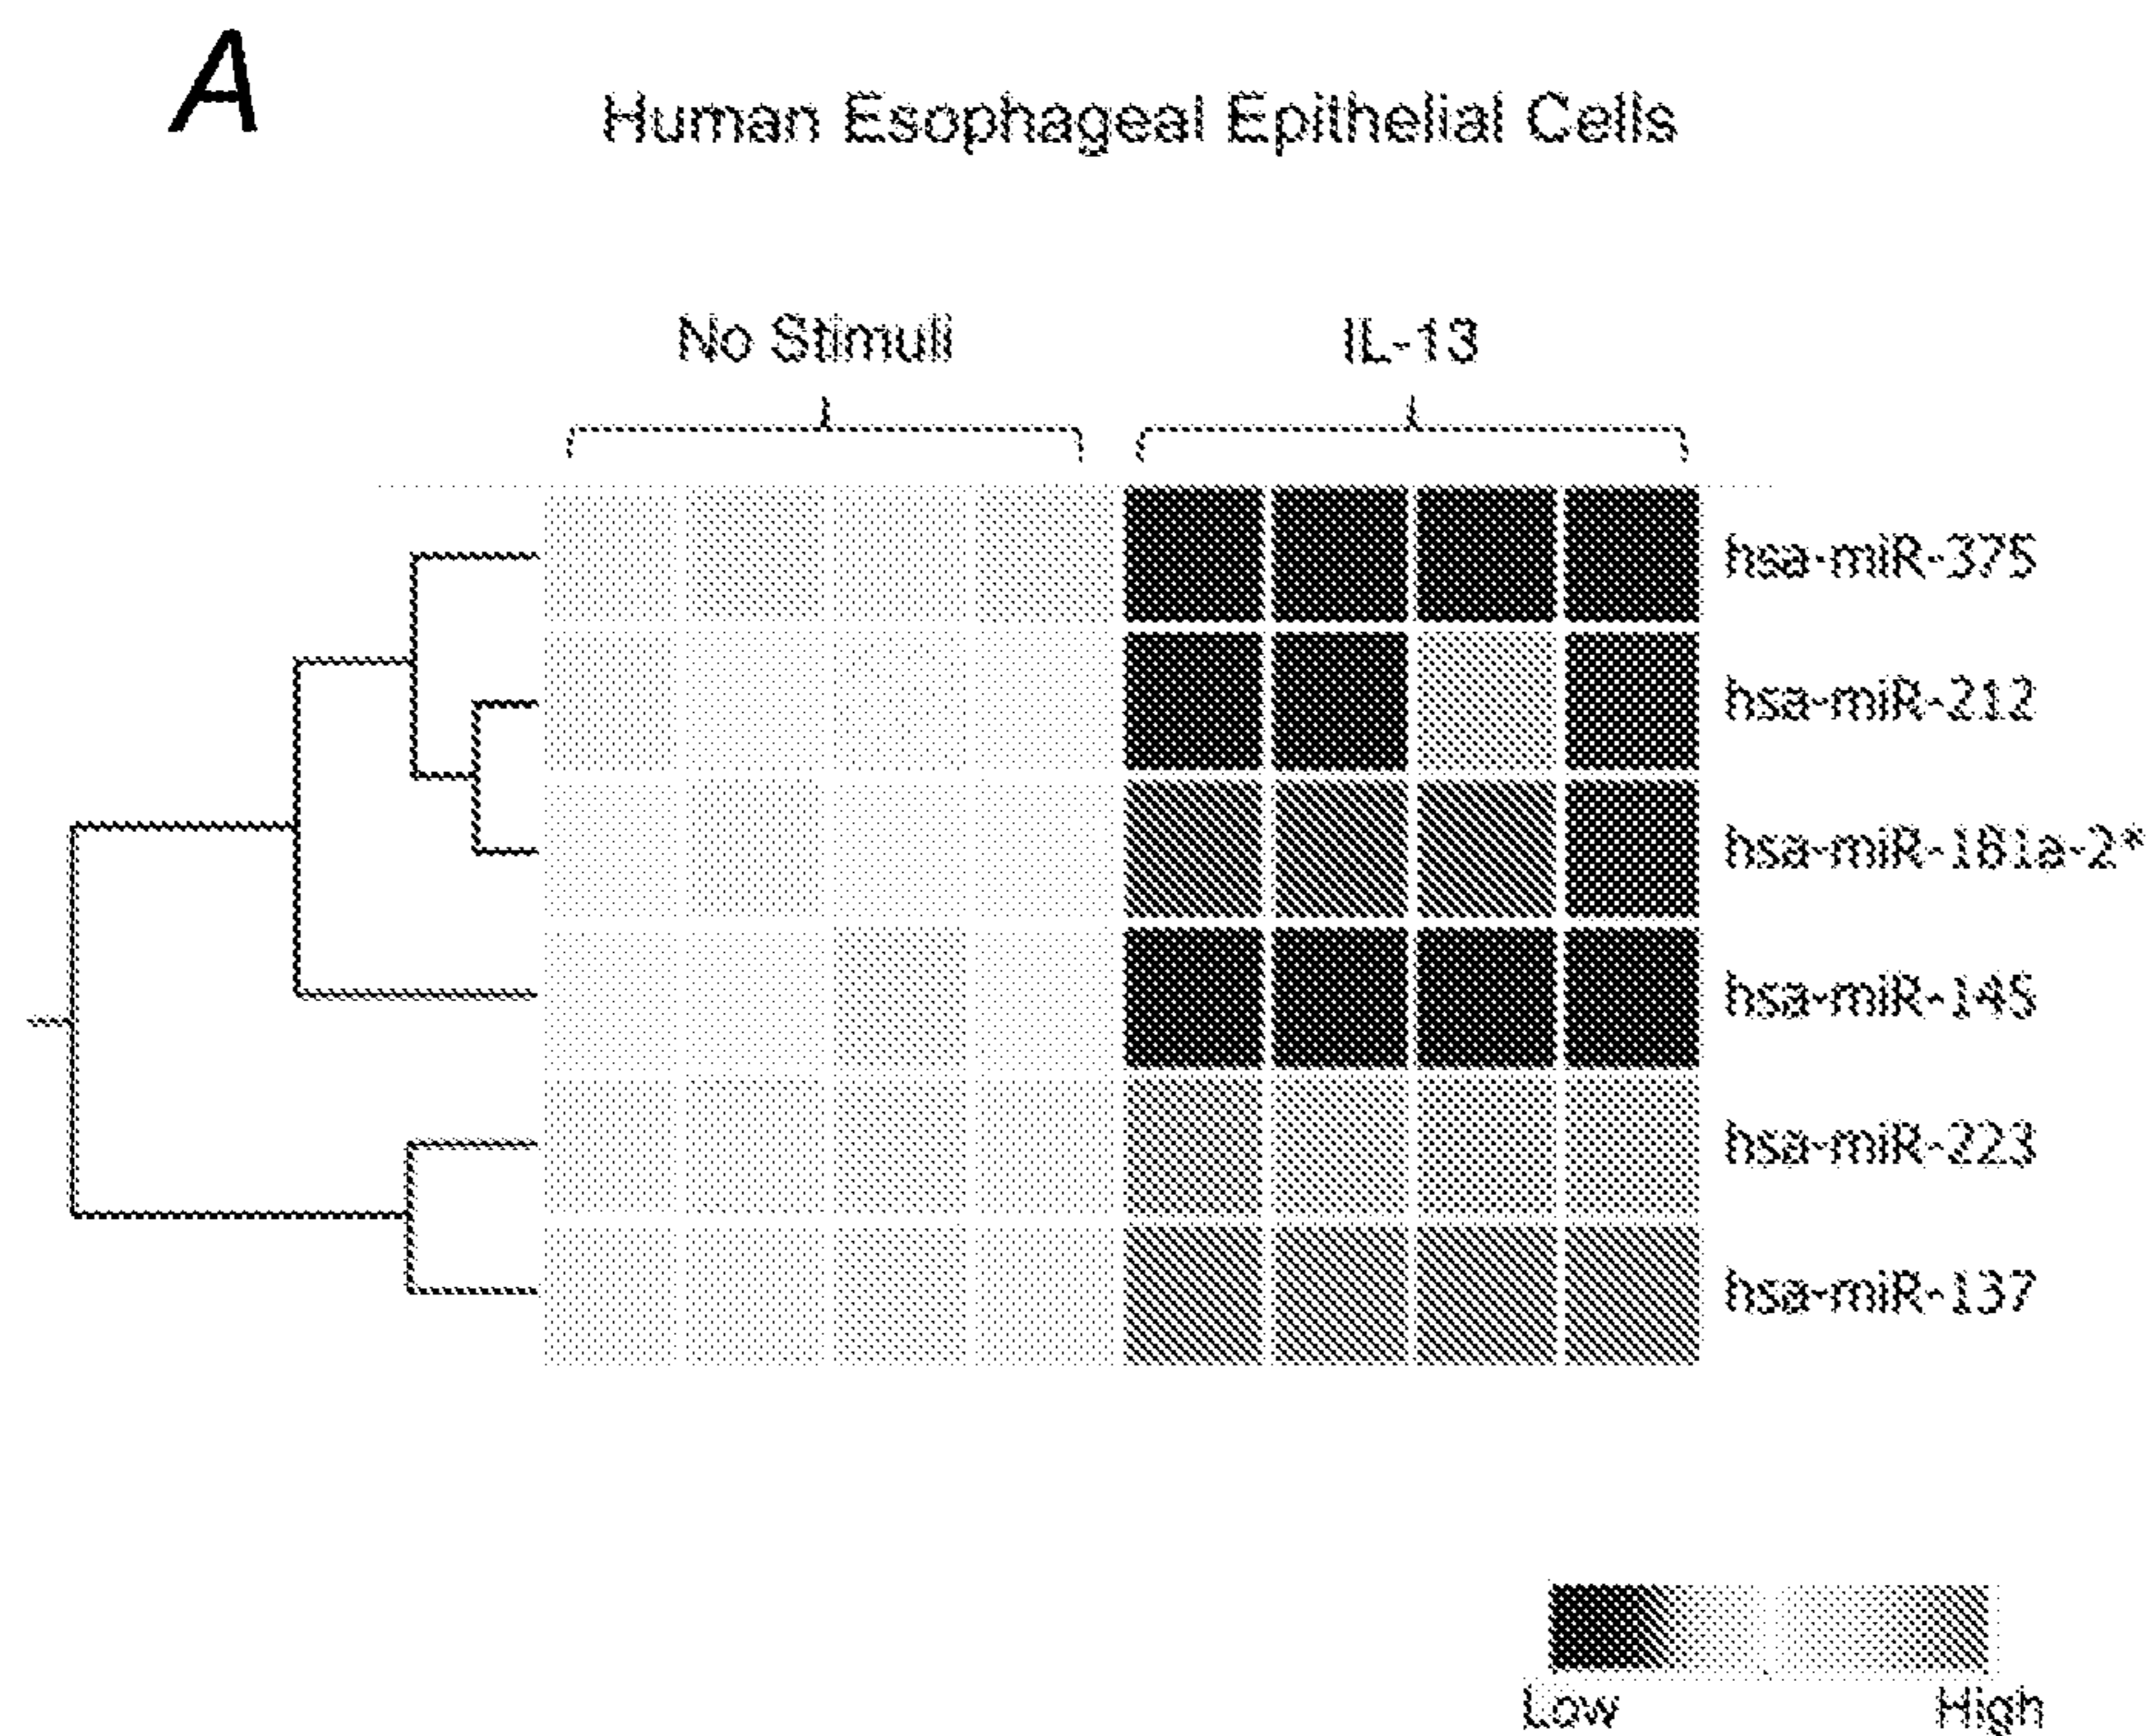 A
Human Esophageal Epithelial Cells
No Stimuli IL-13
hsa-miR-375
hsa-miR-212
hsa-miR-181a-2*
hsa-miR-145
hsa-miR-223
hsa-miR-137
Low High